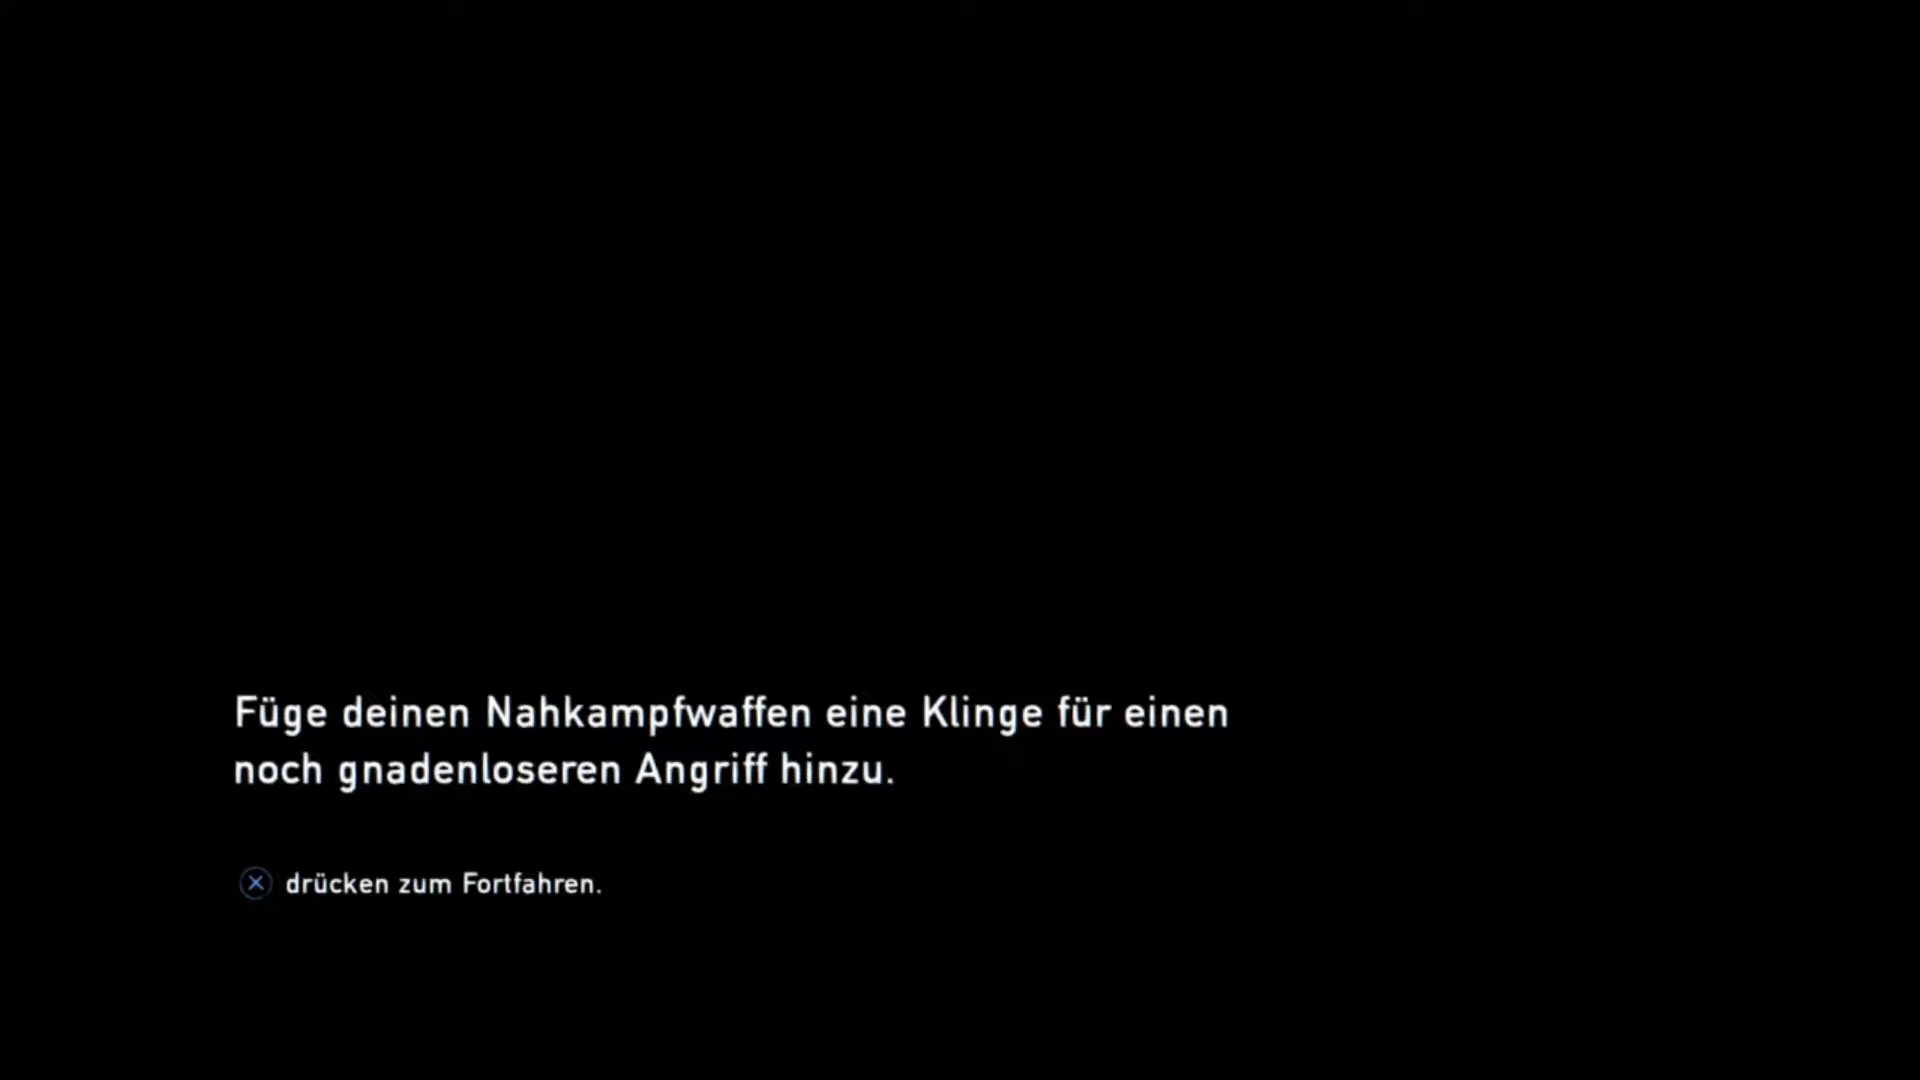 Füge deinen Nahkampfwaffen eine Klinge für einen
noch gnadenloseren Angriff hinzu.
drücken zum Fortfahren.